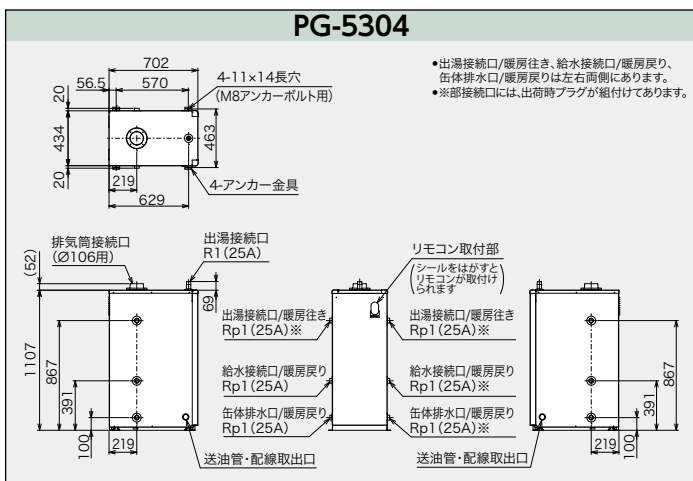 PG-5304
702
56.5
570
20
434
20
463
219
629
4-11×14長穴
(M8アンカーボルト用)
4-アンカー金具
•出湯接続口/暖房往き、給水接続口/暖房戻り、
缶体排水口/暖房戻りは左右両側にあります。
•※部接続口には、出荷時プラグが組付けてあります。
排気筒接続口
(Ø106用)
出湯接続口
R1(25A)
(52)
69
1107
867
391
100
219
送油管・配線取出口
リモコン取付部
(シールをはがすと
リモコンが取付け
られます)
出湯接続口/暖房往き
Rp1(25A)※
給水接続口/暖房戻り
Rp1(25A)
缶体排水口/暖房戻り
Rp1(25A)
出湯接続口/暖房往き
Rp1(25A)※
給水接続口/暖房戻り
Rp1(25A)※
缶体排水口/暖房戻り
Rp1(25A)※
867
391
100
219
送油管・配線取出口